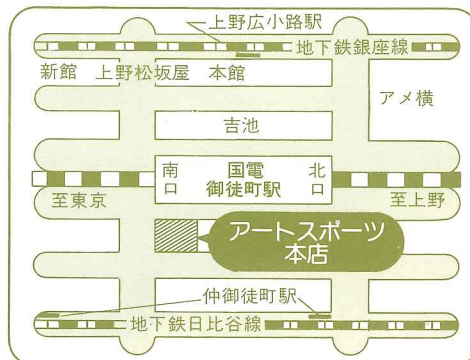 上野広小路駅
地下鉄銀座線
新館 上野松坂屋 本館
アメ横
吉池
南口
国電
御徒町駅
北口
至東京
至上野
アートスポーツ
本店
仲御徒町駅
地下鉄日比谷線